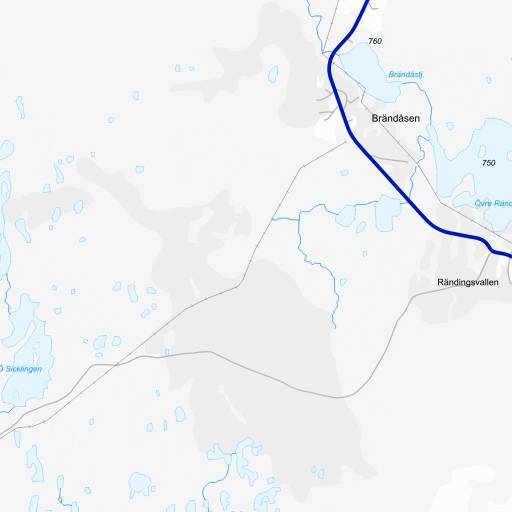 760
Brändåstj.
Brändåsen
750
Övre Ränd
Rändingsvallen
Ö Sicklingen